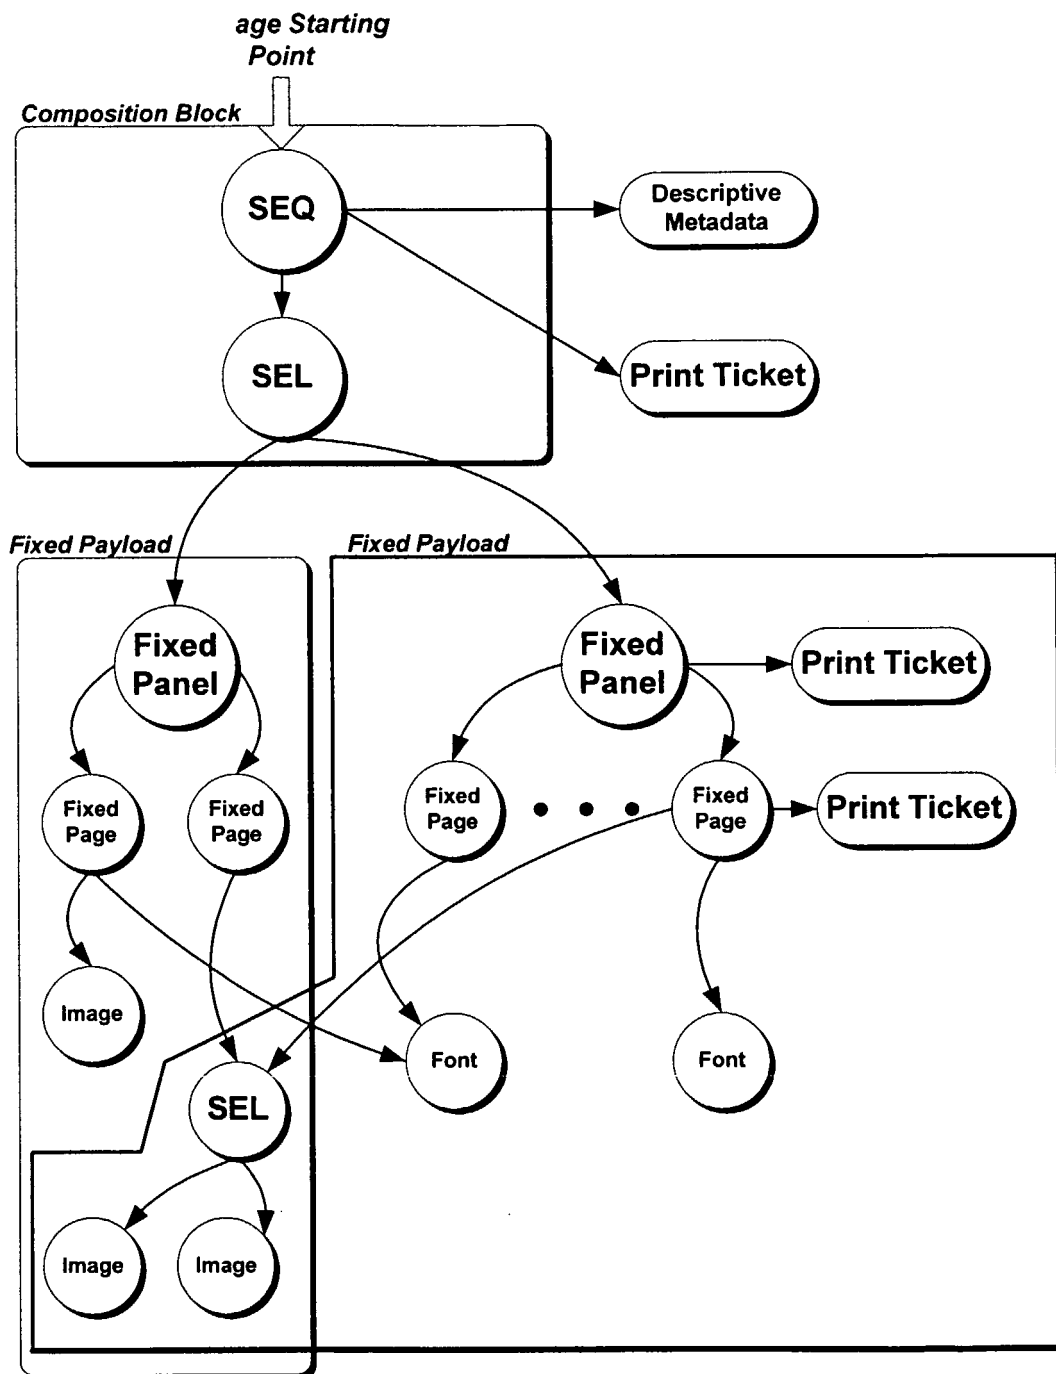 age Starting
Point
Composition Block
SEQ
Descriptive
Metadata
SEL
Print Ticket
Fixed Payload
Fixed Payload
Fixed
Panel
Fixed
Panel
Print Ticket
Fixed
Page
Fixed
Page
Fixed
Page
Fixed
Page
Print Ticket
Image
Font
Font
SEL
Image
Image